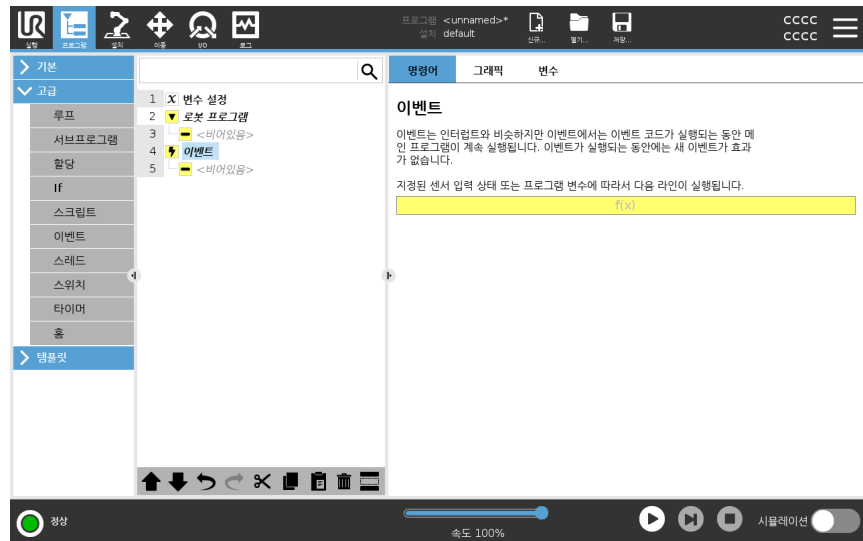 UR
실행
프로그램
설치
이동
I/O
로그
프로그램 <unnamed>*
설치 default
신규...
열기...
저장...
cccc
cccc
기본
고급
루프
서브프로그램
할당
If
스크립트
이벤트
스레드
스위치
타이머
홈
템플릿
1 X 변수 설정
2 로봇 프로그램
3 <비어있음>
4 이벤트
5 <비어있음>
명령어 그래픽 변수
이벤트
이벤트는 인터럽트와 비슷하지만 이벤트에서는 이벤트 코드가 실행되는 동안 메
인 프로그램이 계속 실행됩니다. 이벤트가 실행되는 동안에는 새 이벤트가 효과
가 없습니다.
지정된 센서 입력 상태 또는 프로그램 변수에 따라서 다음 라인이 실행됩니다.
f(x)
정상
속도 100%
시뮬레이션